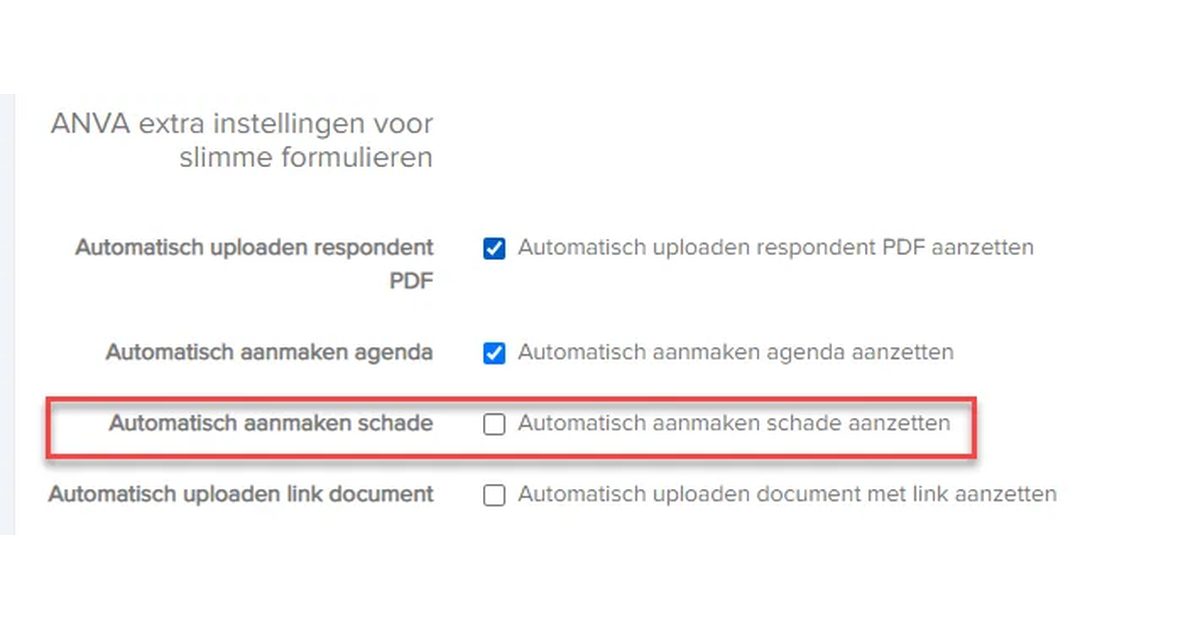 ANVA extra instellingen voor
slimme formulieren
Automatisch uploaden respondent
PDF
Automatisch uploaden respondent PDF aanzetten
Automatisch aanmaken agenda
Automatisch aanmaken agenda aanzetten
Automatisch aanmaken schade
Automatisch aanmaken schade aanzetten
Automatisch uploaden link document
Automatisch uploaden document met link aanzetten